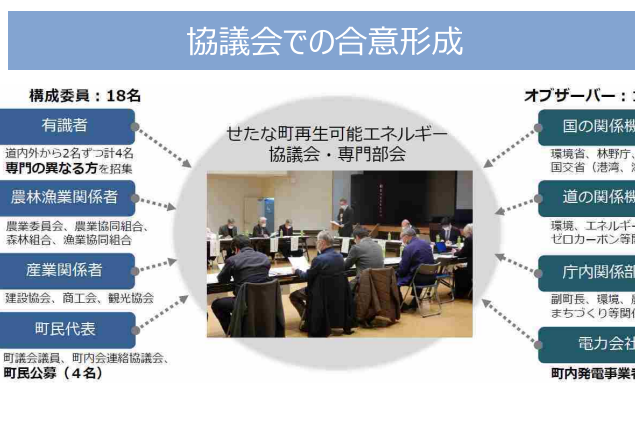 協議会での合意形成
構成委員：18名
有識者
道内外から2名ずつ計4名
専門の異なる方を招集
農林漁業関係者
農業委員会、農業協同組合、
森林組合、漁業協同組合
産業関係者
建設協会、商工会、観光協会
町民代表
町議会議員、町内会連絡協議会、
町民公募（4名）
せたな町再生可能エネルギー
協議会・専門部会
オブザーバー：
国の関係機
環境省、林野庁、
国交省（港湾、
道の関係機
環境、エネルギー
ゼロカーボン等
庁内関係部
副町長、環境、
まちづくり等関
電力会社
町内発電事業者